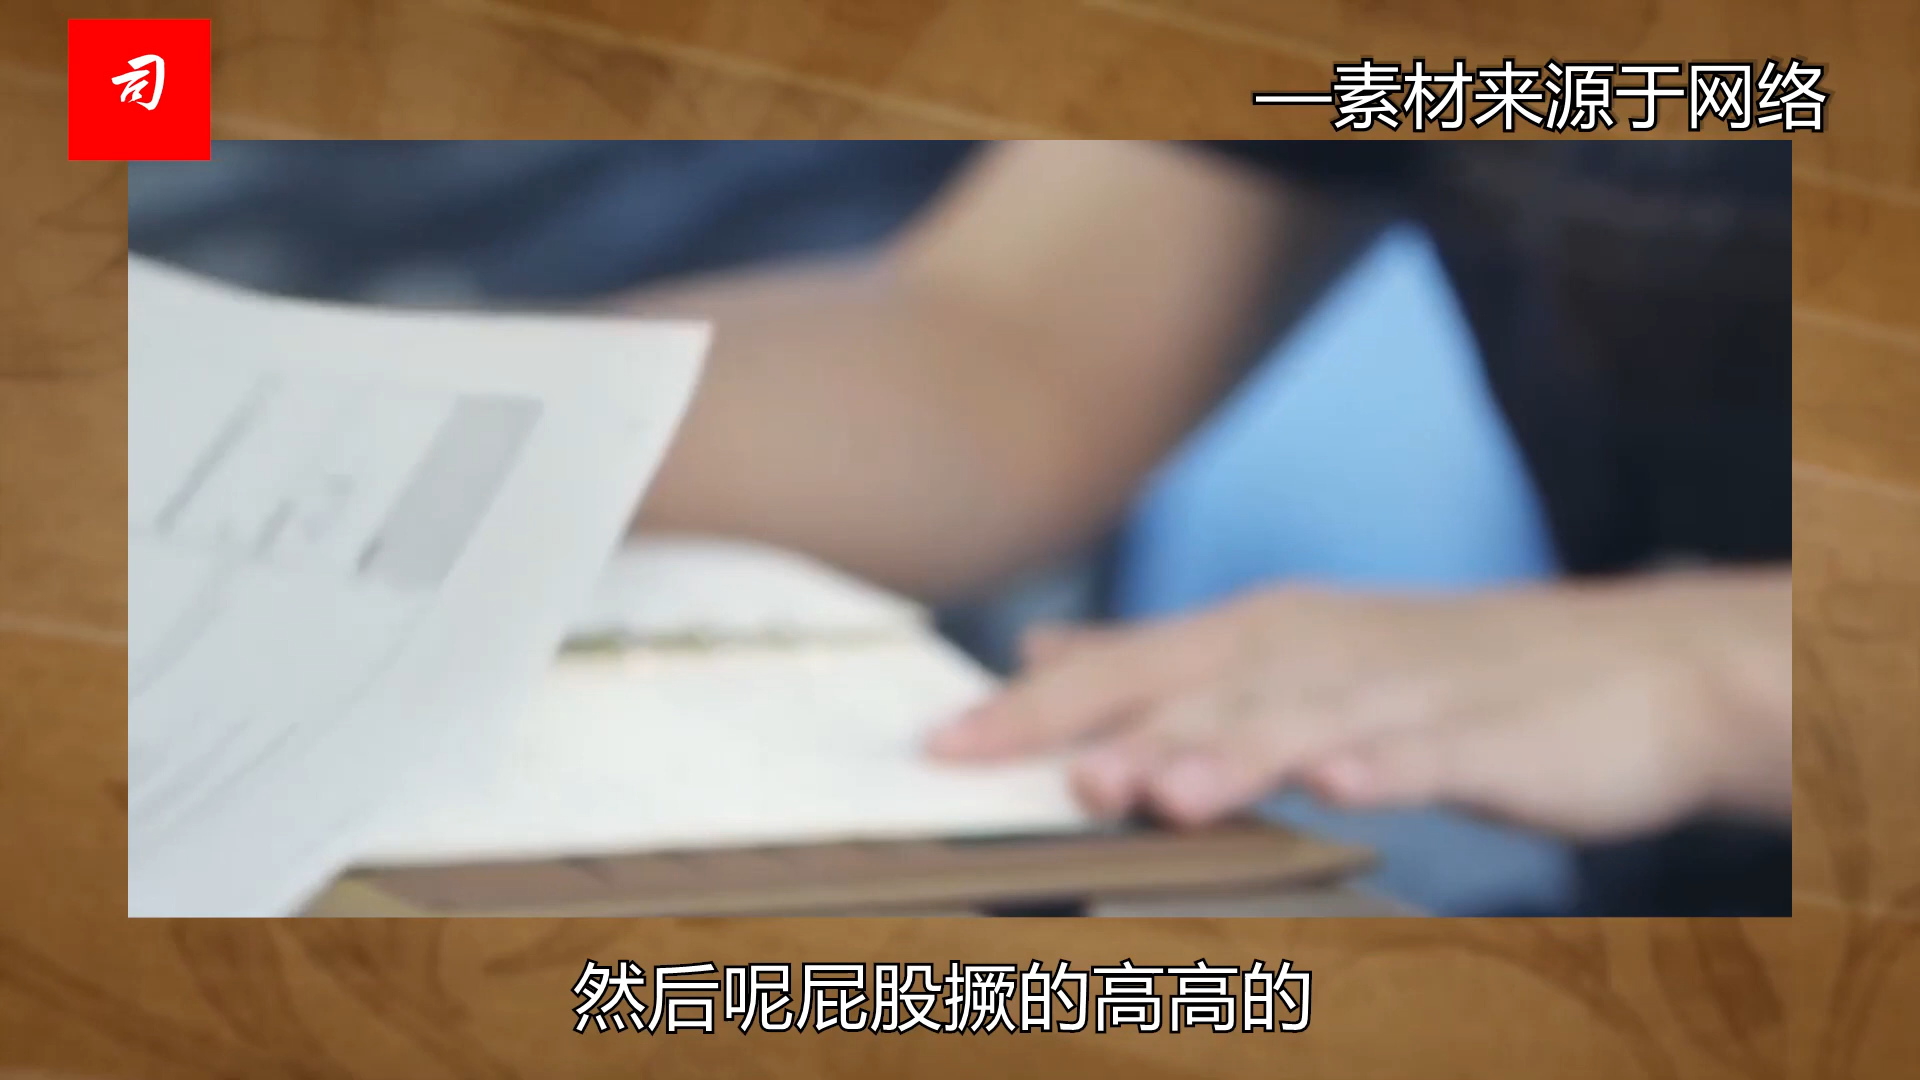 司
—素材来源于网络
然后呢屁股撅的高高的